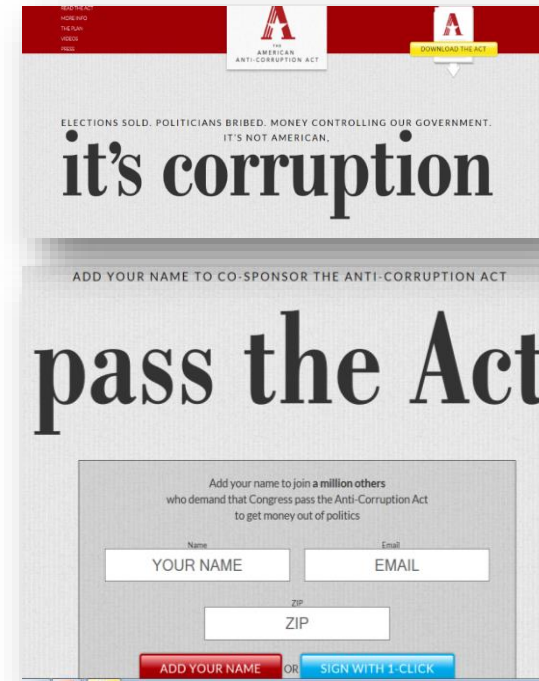 READ THE ACT
MORE INFO
THE PLAN
VIDEOS
PRESS
THE
AMERICAN
ANTI-CORRUPTION ACT
DOWNLOAD THE ACT
ELECTIONS SOLD. POLITICIANS BRIBED. MONEY CONTROLLING OUR GOVERNMENT.
IT'S NOT AMERICAN,
it's corruption
ADD YOUR NAME TO CO-SPONSOR THE ANTI-CORRUPTION ACT
pass the Act
Add your name to join a million others
who demand that Congress pass the Anti-Corruption Act
to get money out of politics
Name Email
YOUR NAME EMAIL
ZIP
ZIP
ADD YOUR NAME OR SIGN WITH 1-CLICK